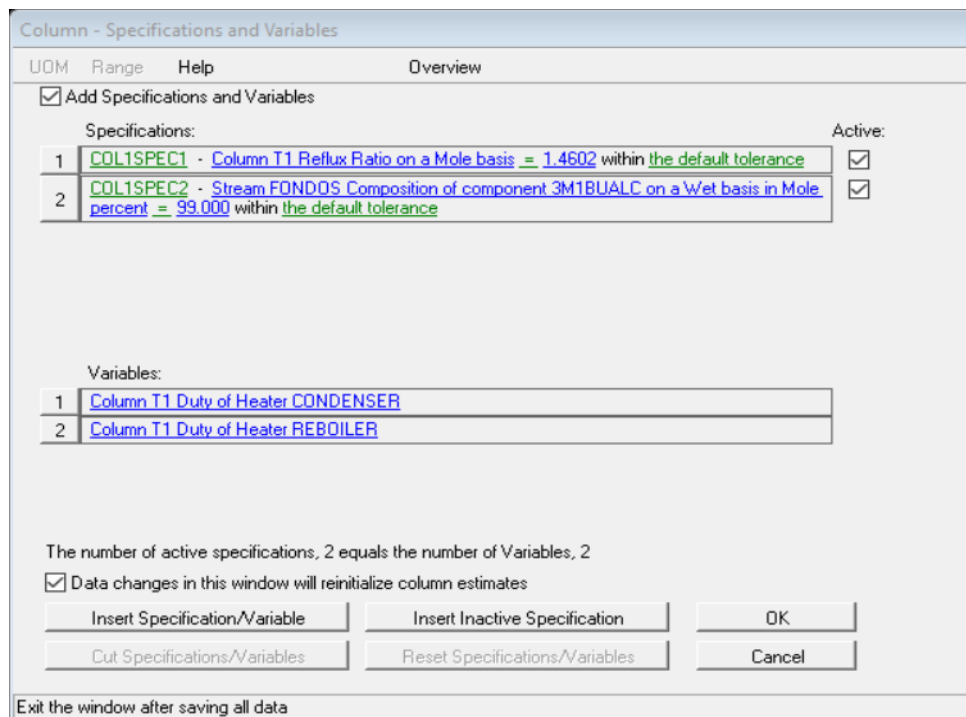 Column - Specifications and Variables
UOM Range Help Overview
Add Specifications and Variables
Specifications: Active:
1 COL1SPEC1 - Column T1 Reflux Ratio on a Mole basis = 1.4602 within the default tolerance
2 COL1SPEC2 - Stream FONDOS Composition of component 3M1BUALC on a Wet basis in Mole
percent = 99.000 within the default tolerance
Variables:
1 Column T1 Duty of Heater CONDENSER
2 Column T1 Duty of Heater REBOILER
The number of active specifications, 2 equals the number of Variables, 2
Data changes in this window will reinitialize column estimates
Insert Specification/Variable Insert Inactive Specification OK
Cut Specifications/Variables Reset Specifications/Variables Cancel
Exit the window after saving all data